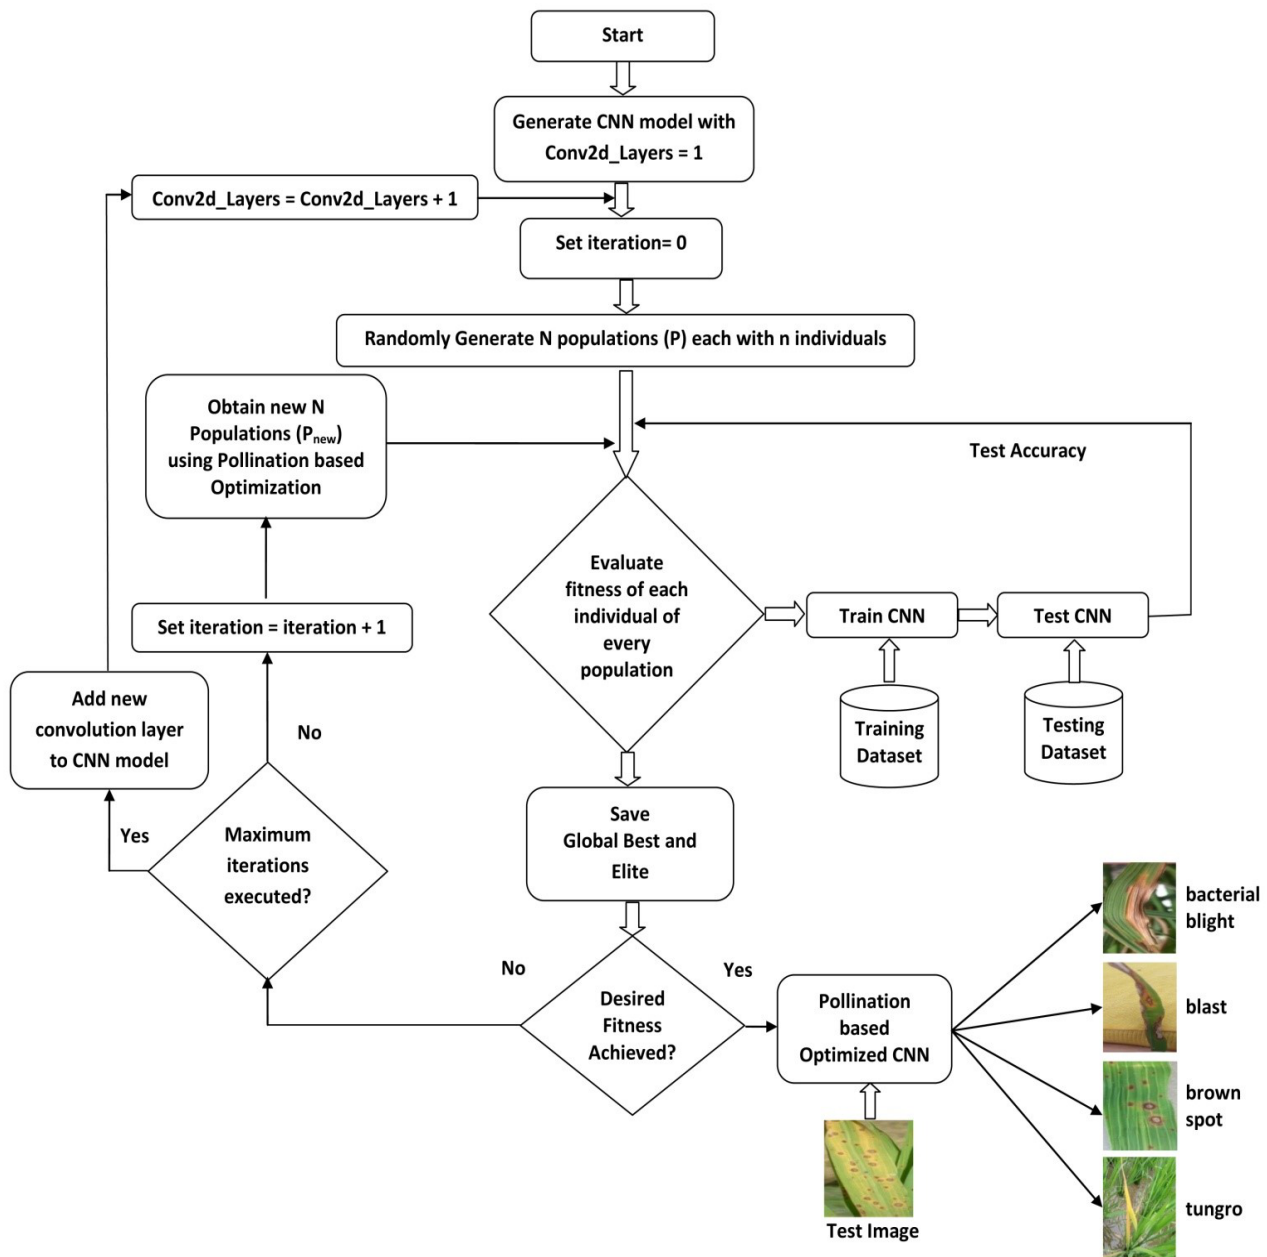 Start
Generate CNN model with
Conv2d_Layers = 1
Conv2d_Layers = Conv2d_Layers + 1
Set iteration= 0
Randomly Generate N populations (P) each with n individuals
Obtain new N
Populations (Pnew)
using Pollination based
Optimization
Test Accuracy
Evaluate
fitness of each
individual of
every
population
Train CNN
Test CNN
Set iteration = iteration + 1
Training
Dataset
Testing
Dataset
Add new
convolution layer
to CNN model
No
Yes
Maximum
iterations
executed?
Save
Global Best and
Elite
No
Yes
Desired
Fitness
Achieved?
Pollination
based
Optimized CNN
bacterial
blight
blast
brown
spot
tungro
Test Image